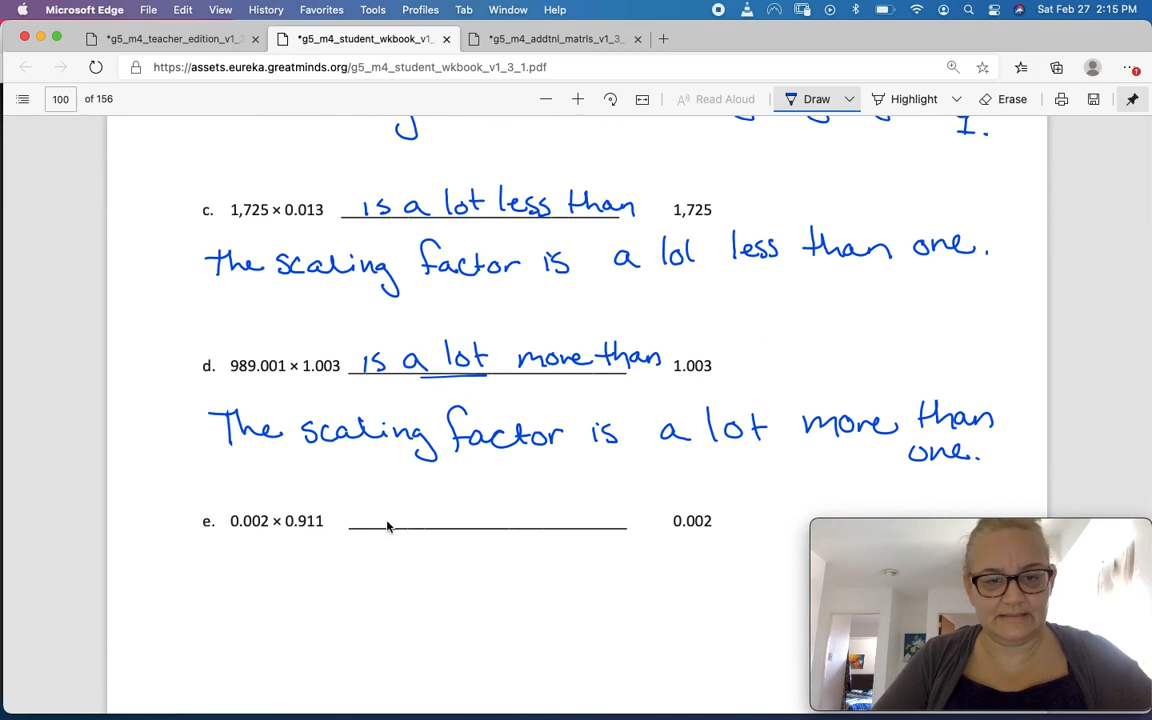 Microsoft Edge File Edit View History Favorites Tools Profiles Tab Window Help Sat Feb 27 2:15 PM
*g5_m4_teacher_edition_v1_3 *g5_m4_student_wkbook_v1_ *g5_m4_addtnl_matrls_v1_3_
https://assets.eureka.greatminds.org/g5_m4_student_wkbook_v1_3_1.pdf
100 of 156 Read Aloud Draw Highlight Erase
1.
c. 1,725 × 0.013 is a lot less than 1,725
the scaling factor is a lol less than one.
d. 989.001 × 1.003 is a lot more than 1.003
The scaling factor is a lot more than
one.
e. 0.002 × 0.911 0.002